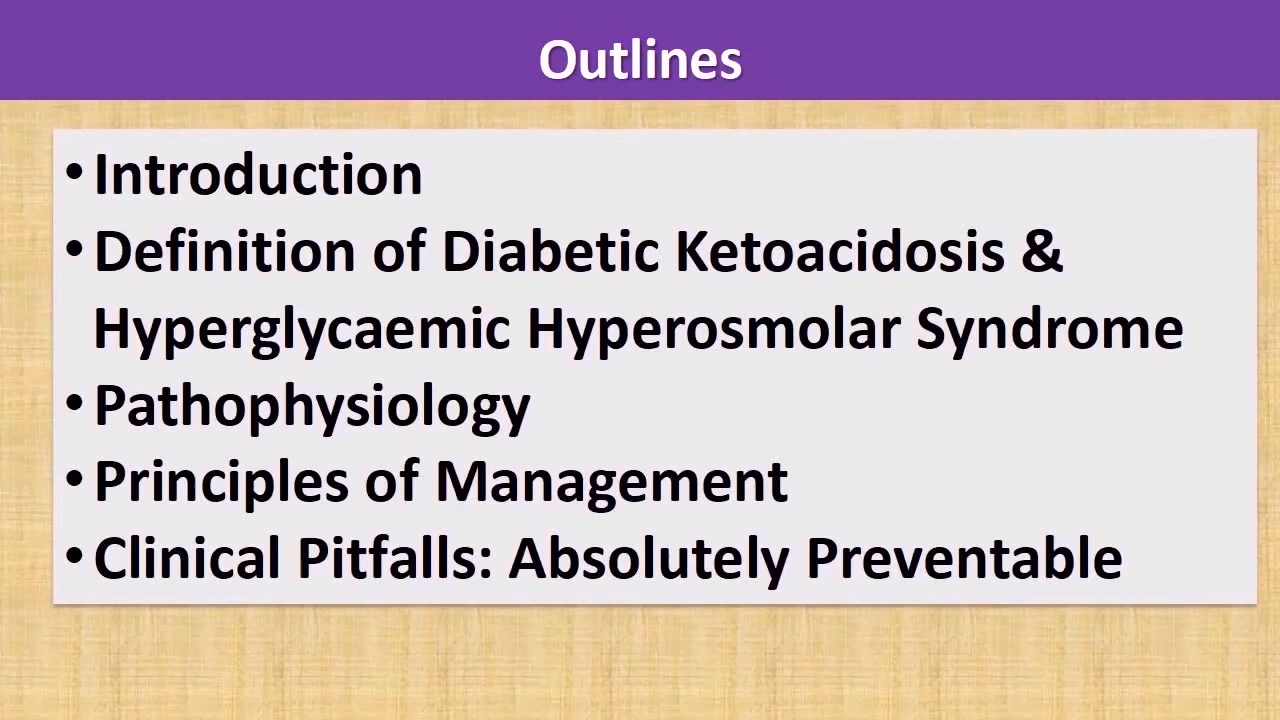 Outlines
• Introduction
• Definition of Diabetic Ketoacidosis &
Hyperglycaemic Hyperosmolar Syndrome
• Pathophysiology
• Principles of Management
• Clinical Pitfalls: Absolutely Preventable